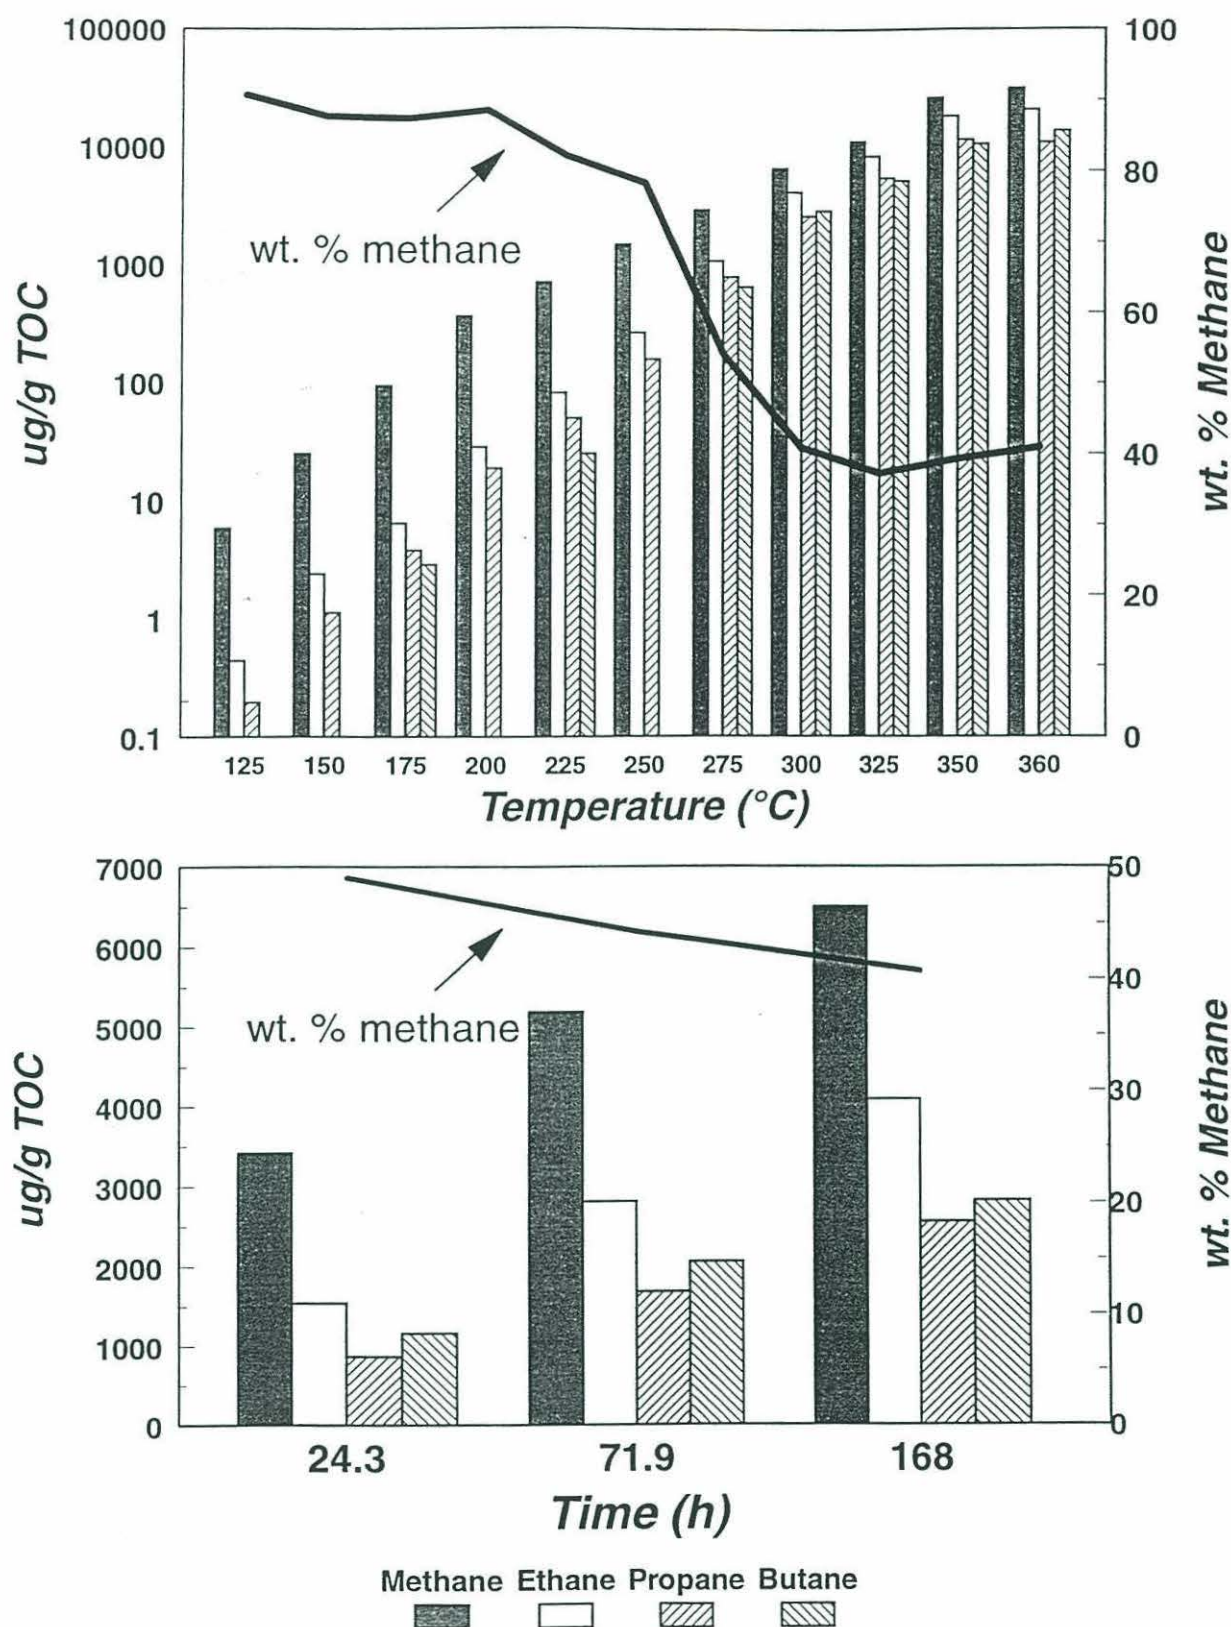 100000
10000
1000
100
10
1
0.1
ug/g TOC
wt. % methane
100
80
60
40
20
0
wt. % Methane
125 150 175 200 225 250 275 300 325 350 360
Temperature (°C)
7000
6000
5000
4000
3000
2000
1000
0
ug/g TOC
wt. % methane
50
40
30
20
10
0
wt. % Methane
24.3 71.9 168
Time (h)
Methane Ethane Propane Butane